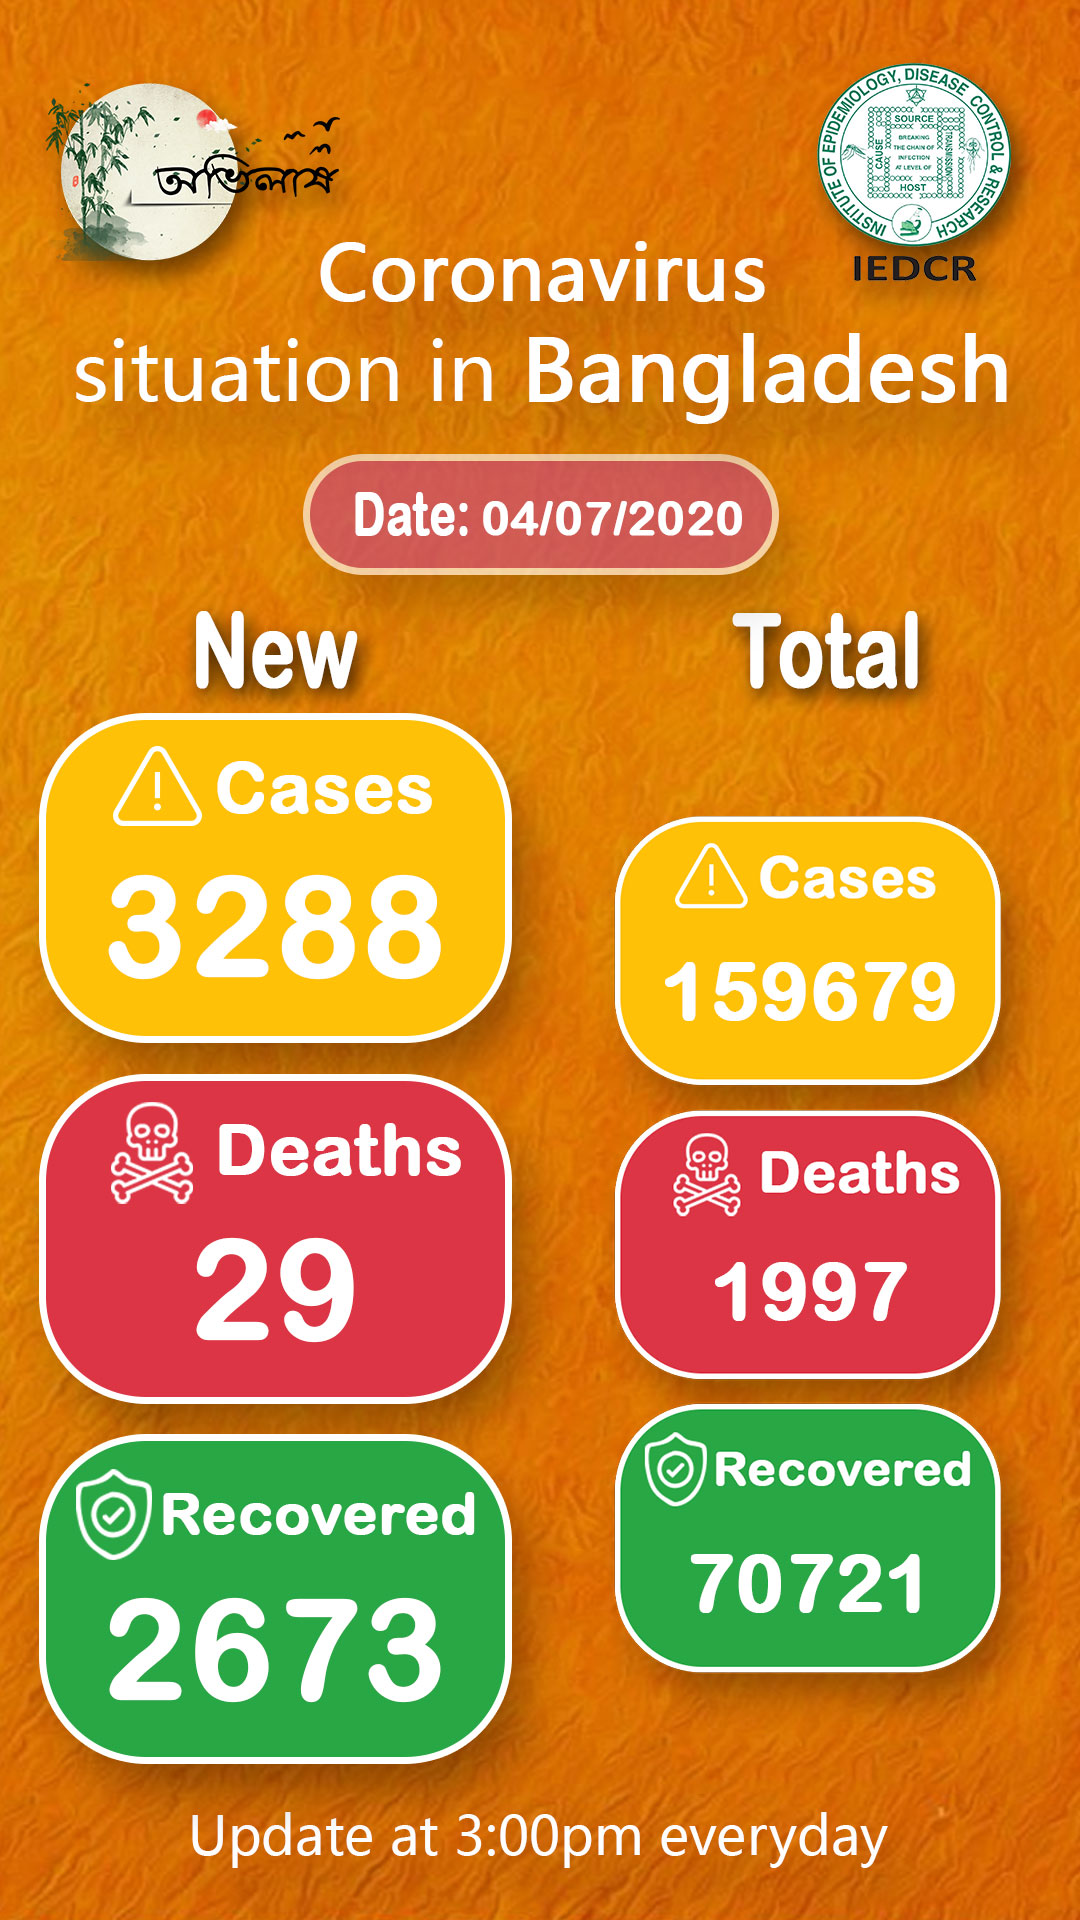 অভিলাষ
INSTITUTE OF EPIDEMIOLOGY, DISEASE CONTROL & RESEARCH
SOURCE
CAUSE
BREAKING
THE CHAIN OF
INFECTION
AT LEVEL OF
TRANSMISSION
HOST
IEDCR
Coronavirus
situation in Bangladesh
Date: 04/07/2020
New
Total
Cases
3288
Cases
159679
Deaths
29
Deaths
1997
Recovered
2673
Recovered
70721
Update at 3:00pm everyday